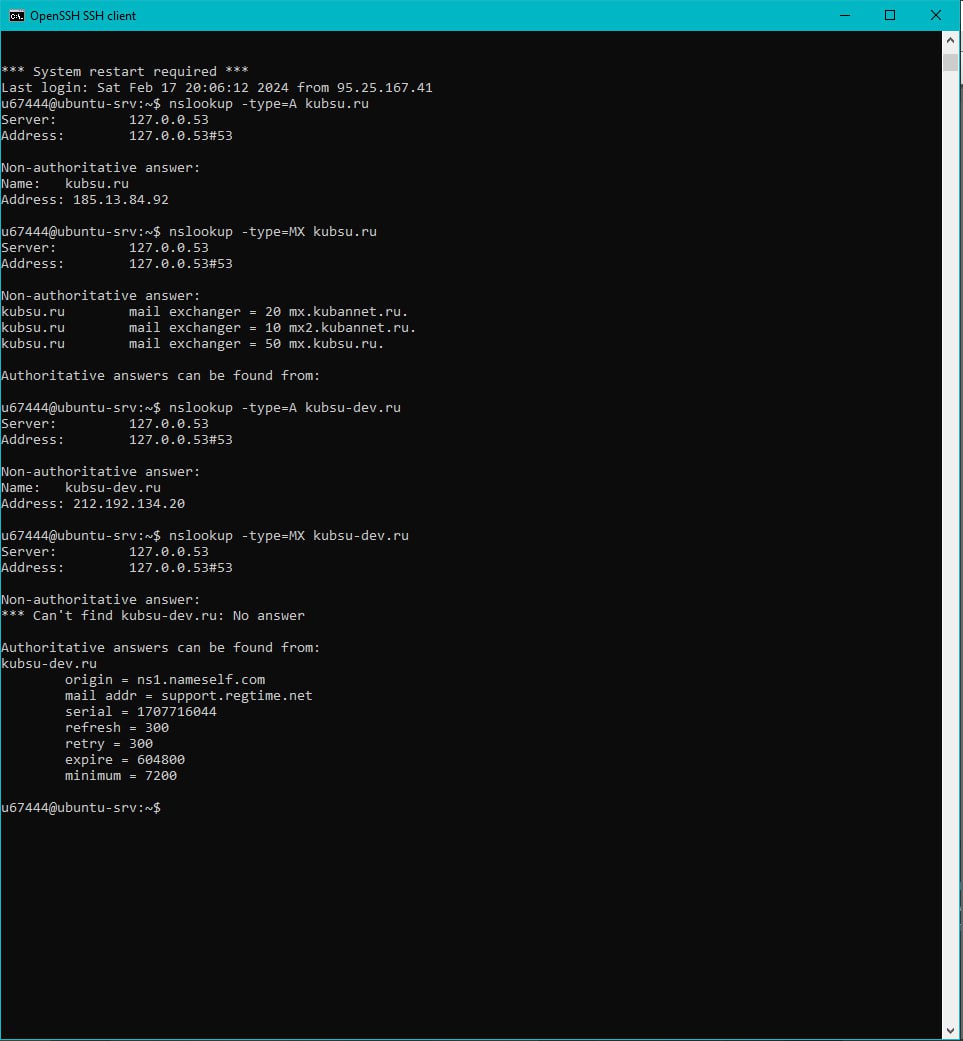 OpenSSH SSH client
*** System restart required ***
Last login: Sat Feb 17 20:06:12 2024 from 95.25.167.41
u67444@ubuntu-srv:~$ nslookup -type=A kubsu.ru
Server:         127.0.0.53
Address:        127.0.0.53#53
Non-authoritative answer:
Name:   kubsu.ru
Address: 185.13.84.92
u67444@ubuntu-srv:~$ nslookup -type=MX kubsu.ru
Server:         127.0.0.53
Address:        127.0.0.53#53
Non-authoritative answer:
kubsu.ru        mail exchanger = 20 mx.kubannet.ru.
kubsu.ru        mail exchanger = 10 mx2.kubannet.ru.
kubsu.ru        mail exchanger = 50 mx.kubsu.ru.
Authoritative answers can be found from:
u67444@ubuntu-srv:~$ nslookup -type=A kubsu-dev.ru
Server:         127.0.0.53
Address:        127.0.0.53#53
Non-authoritative answer:
Name:   kubsu-dev.ru
Address: 212.192.134.20
u67444@ubuntu-srv:~$ nslookup -type=MX kubsu-dev.ru
Server:         127.0.0.53
Address:        127.0.0.53#53
Non-authoritative answer:
*** Can't find kubsu-dev.ru: No answer
Authoritative answers can be found from:
kubsu-dev.ru
        origin = ns1.nameself.com
        mail addr = support.regtime.net
        serial = 1707716044
        refresh = 300
        retry = 300
        expire = 604800
        minimum = 7200
u67444@ubuntu-srv:~$